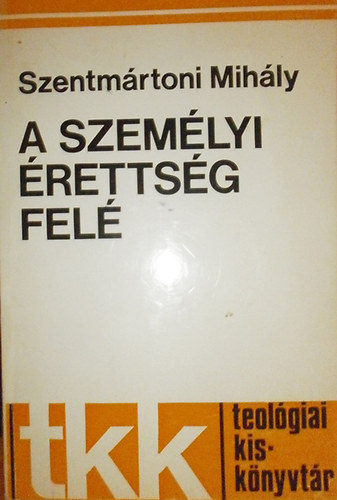 Szentmártoni Mihály
A SZEMÉLYI
ÉRETTSÉG
FELÉ
tkk
teológiai
kis-
könyvtár